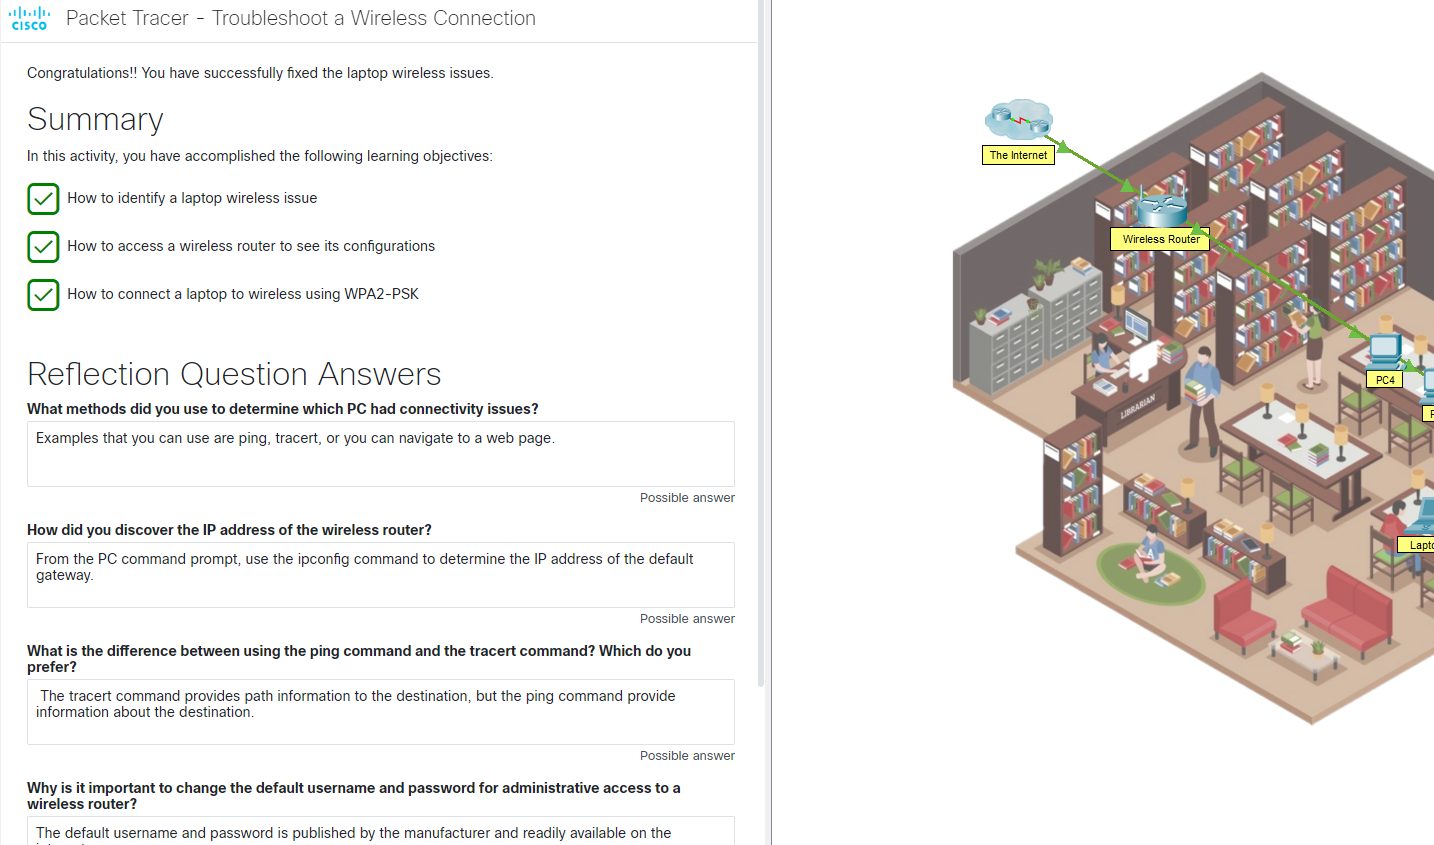 CISCO
Packet Tracer - Troubleshoot a Wireless Connection
Congratulations!! You have successfully fixed the laptop wireless issues.
Summary
In this activity, you have accomplished the following learning objectives:
How to identify a laptop wireless issue
How to access a wireless router to see its configurations
How to connect a laptop to wireless using WPA2-PSK
Reflection Question Answers
What methods did you use to determine which PC had connectivity issues?
Examples that you can use are ping, tracert, or you can navigate to a web page.
Possible answer
How did you discover the IP address of the wireless router?
From the PC command prompt, use the ipconfig command to determine the IP address of the default
gateway.
Possible answer
What is the difference between using the ping command and the tracert command? Which do you
prefer?
The tracert command provides path information to the destination, but the ping command provide
information about the destination.
Possible answer
Why is it important to change the default username and password for administrative access to a
wireless router?
The default username and password is published by the manufacturer and readily available on the
The Internet
Wireless Router
PC4
LIBRARIAN
Lapto